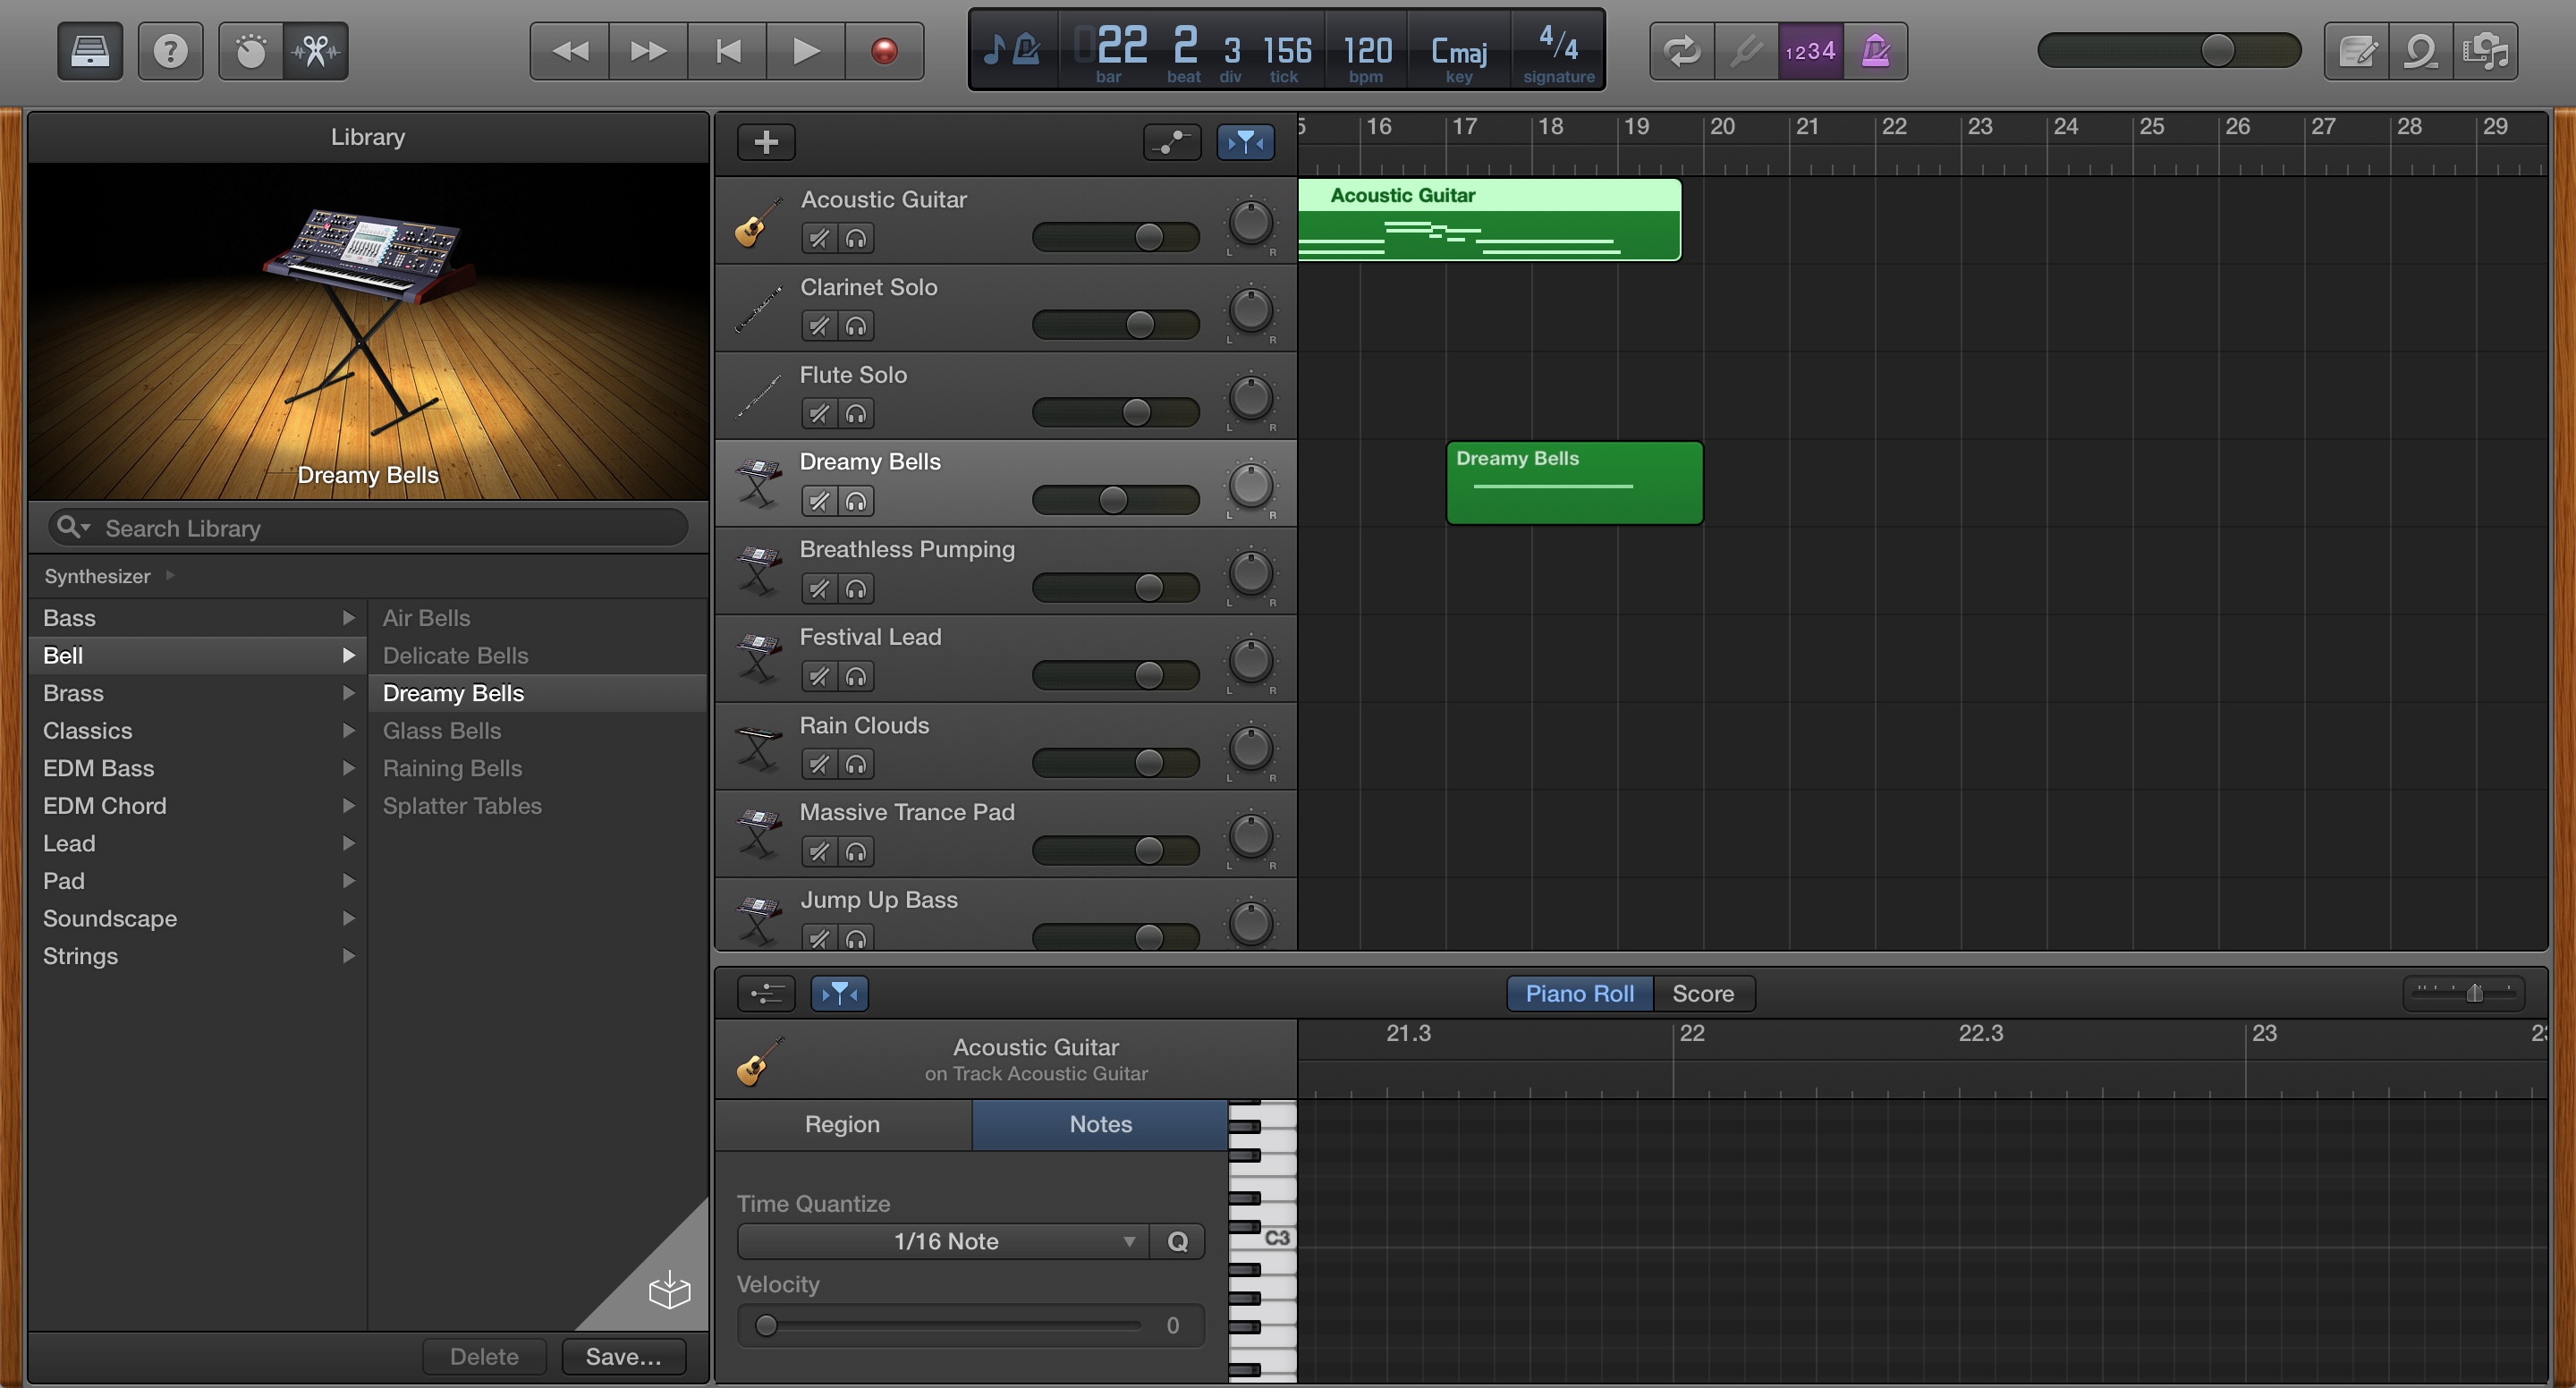 022 2 3 156 120 Cmaj 4/4
bar beat div tick bpm key signature
1234
Library
Dreamy Bells
Search Library
Synthesizer
Bass
Bell
Brass
Classics
EDM Bass
EDM Chord
Lead
Pad
Soundscape
Strings
Air Bells
Delicate Bells
Dreamy Bells
Glass Bells
Raining Bells
Splatter Tables
Delete Save...
5 16 17 18 19 20 21 22 23 24 25 26 27 28 29
Acoustic Guitar
L R
Clarinet Solo
L R
Flute Solo
L R
Dreamy Bells
L R
Breathless Pumping
L R
Festival Lead
L R
Rain Clouds
L R
Massive Trance Pad
L R
Jump Up Bass
Acoustic Guitar
Dreamy Bells
Piano Roll Score
Acoustic Guitar
on Track Acoustic Guitar
21.3 22 22.3 23
Region Notes
Time Quantize
1/16 Note Q
Velocity
0
C3